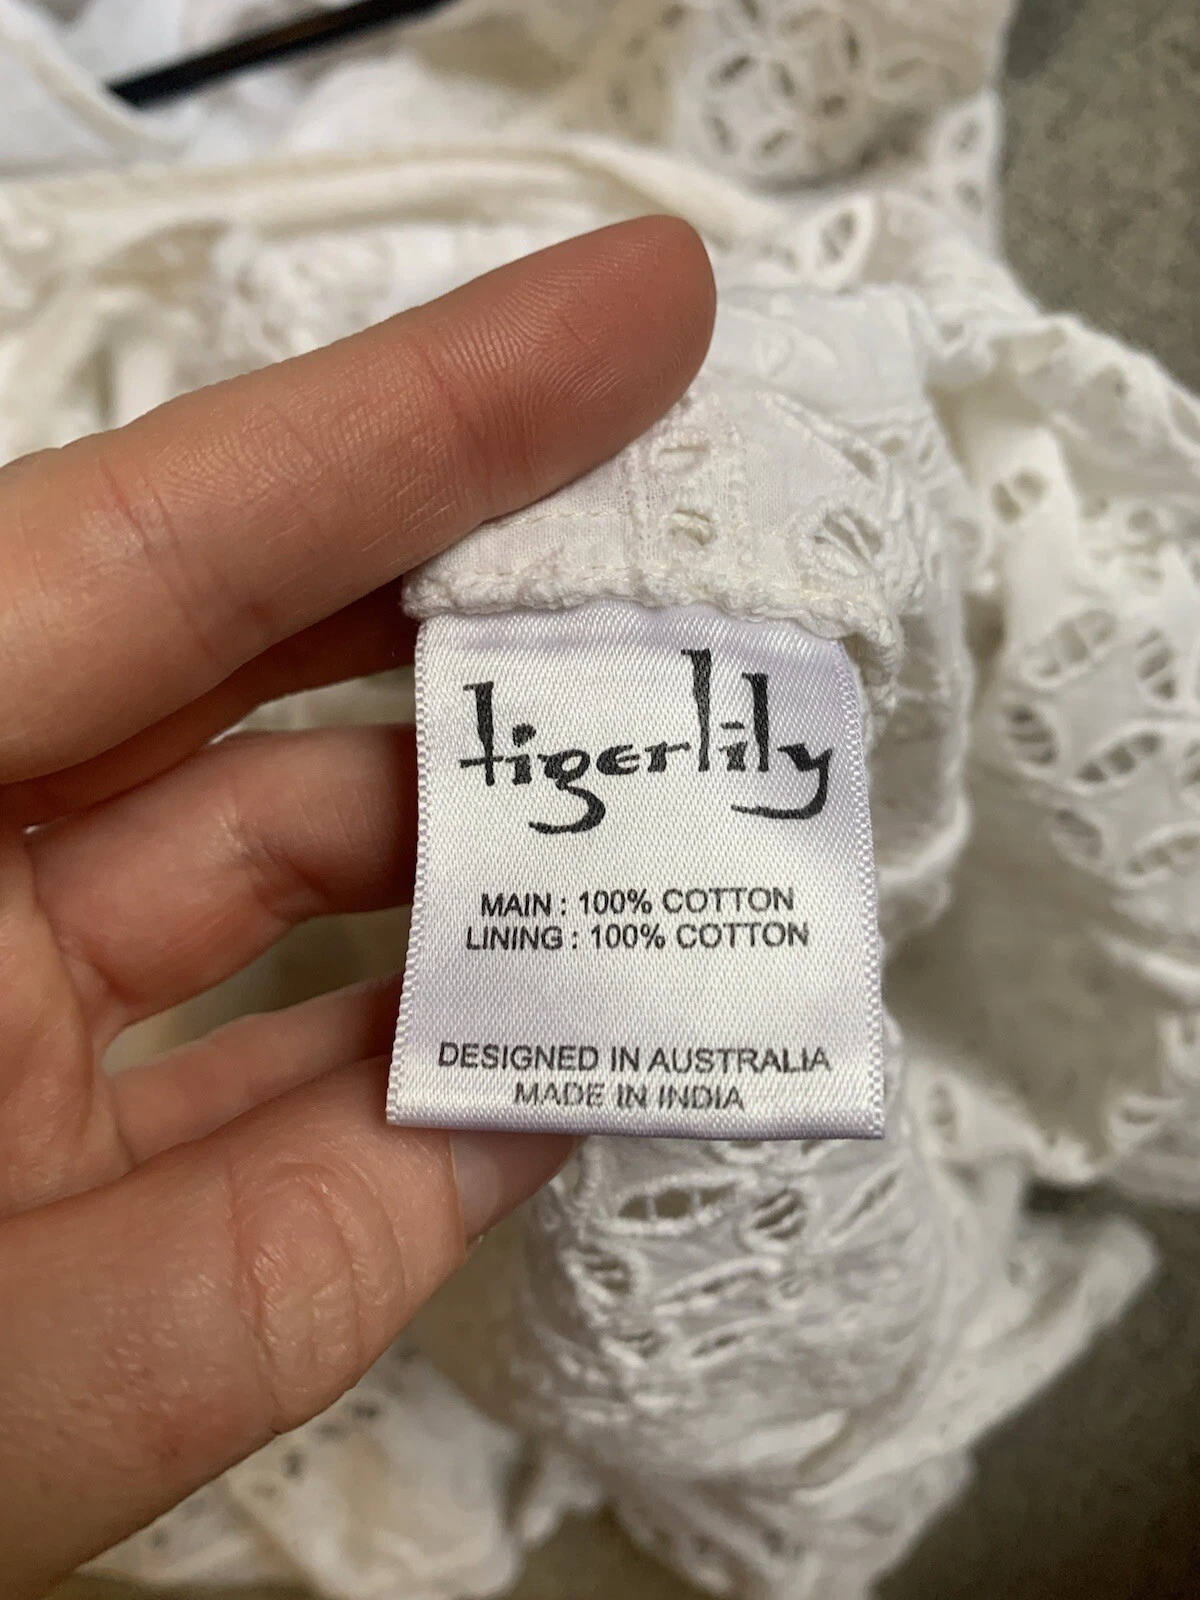 tigerlily
MAIN : 100% COTTON
LINING : 100% COTTON
DESIGNED IN AUSTRALIA
MADE IN INDIA